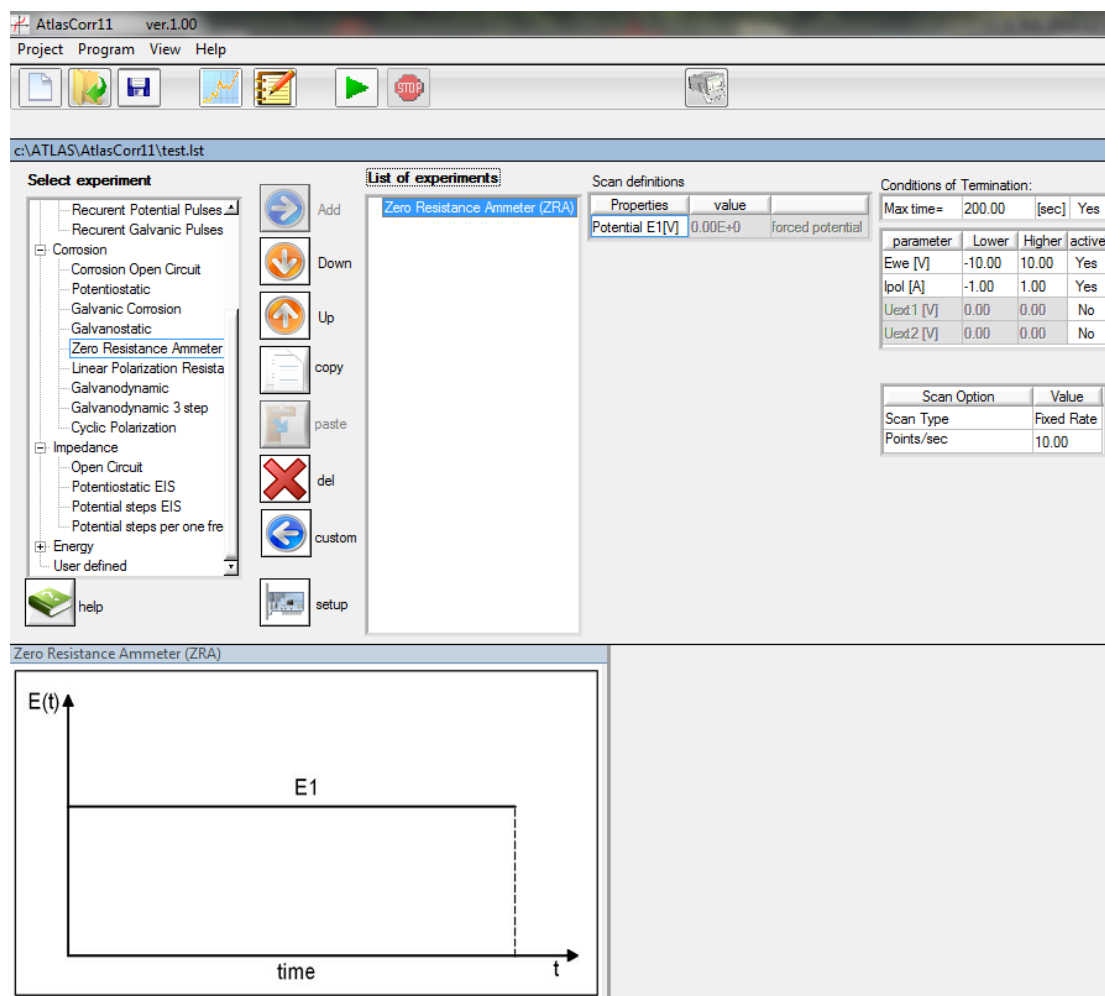 AtlasCorr11 ver.1.00
Project Program View Help
STOP
c:\ATLAS\AtlasCorr11\test.lst
Select experiment
Recurent Potential Pulses
Recurent Galvanic Pulses
Corrosion
Corrosion Open Circuit
Potentiostatic
Galvanic Corrosion
Galvanostatic
Zero Resistance Ammeter
Linear Polarization Resista
Galvanodynamic
Galvanodynamic 3 step
Cyclic Polarization
Impedance
Open Circuit
Potentiostatic EIS
Potential steps EIS
Potential steps per one fre
Energy
User defined
help
Add
Down
Up
copy
paste
del
custom
setup
List of experiments
Zero Resistance Ammeter (ZRA)
Scan definitions
Properties value
Potential E1[V] 0.00E+0 forced potential
Conditions of Termination:
Max time= 200.00 [sec] Yes
parameter Lower Higher active
Ewe [V] -10.00 10.00 Yes
Ipol [A] -1.00 1.00 Yes
Uext1 [V] 0.00 0.00 No
Uext2 [V] 0.00 0.00 No
Scan Option Value
Scan Type Fixed Rate
Points/sec 10.00
Zero Resistance Ammeter (ZRA)
E(t)
E1
time
t